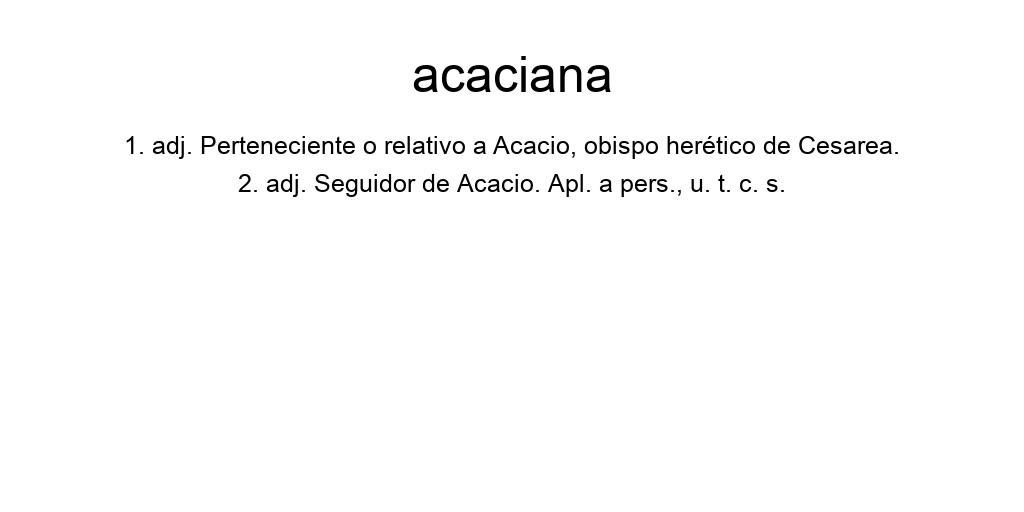 acaciana
1. adj. Perteneciente o relativo a Acacio, obispo herético de Cesarea.
2. adj. Seguidor de Acacio. Apl. a pers., u. t. c. s.